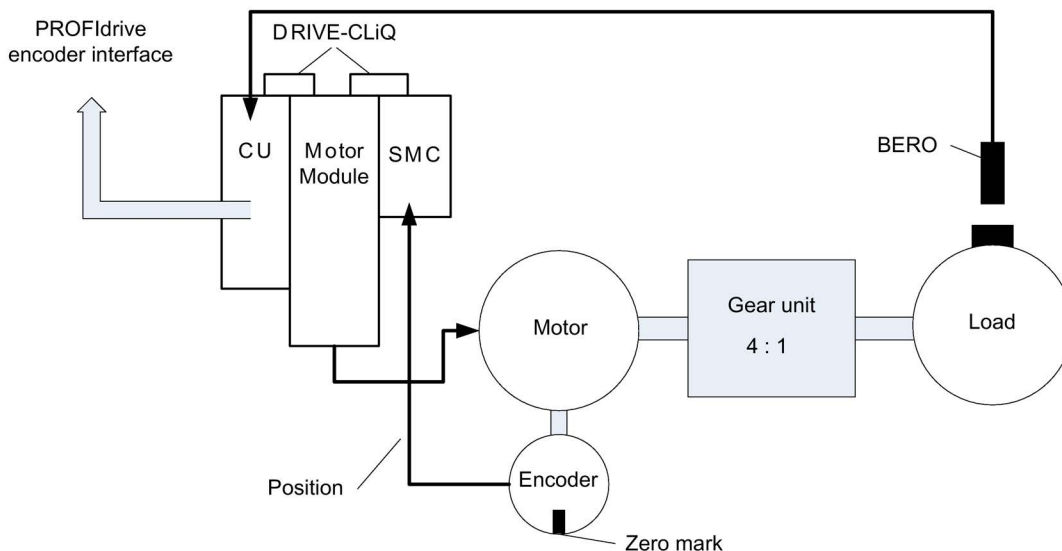 PROFIdrive
encoder interface
DRIVE-CLiQ
CU
Motor
Module
SMC
BERO
Motor
Gear unit
4 : 1
Load
Position
Encoder
Zero mark